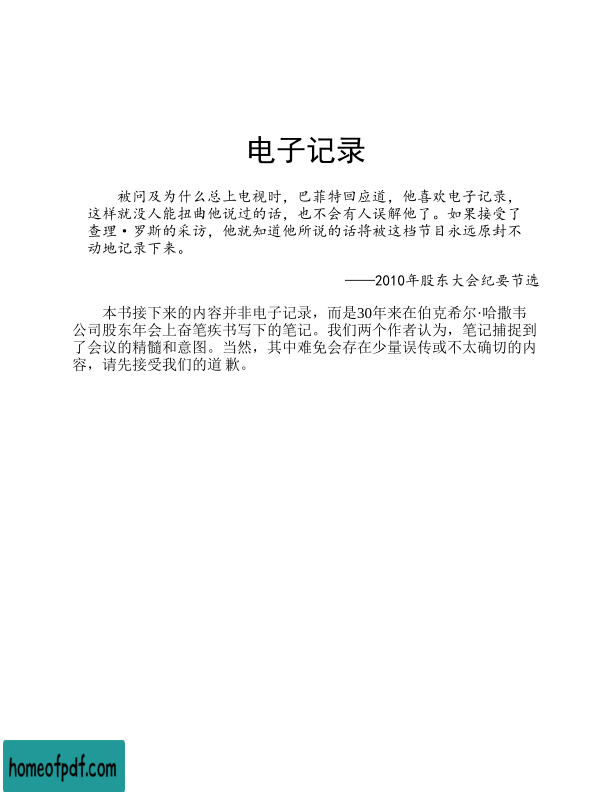 电子记录
被问及为什么总上电视时，巴菲特回应道，他喜欢电子记录，
这样就没人能扭曲他说过的话，也不会有人误解他了。如果接受了
查理·罗斯的采访，他就知道他所说的话将被这档节目永远原封不
动地记录下来。
——2010年股东大会纪要节选
本书接下来的内容并非电子记录，而是30年来在伯克希尔·哈撒韦
公司股东年会上奋笔疾书写下的笔记。我们两个作者认为，笔记捕捉到
了会议的精髓和意图。当然，其中难免会存在少量误传或不太确切的内
容，请先接受我们的道 歉。
homeofpdf.com